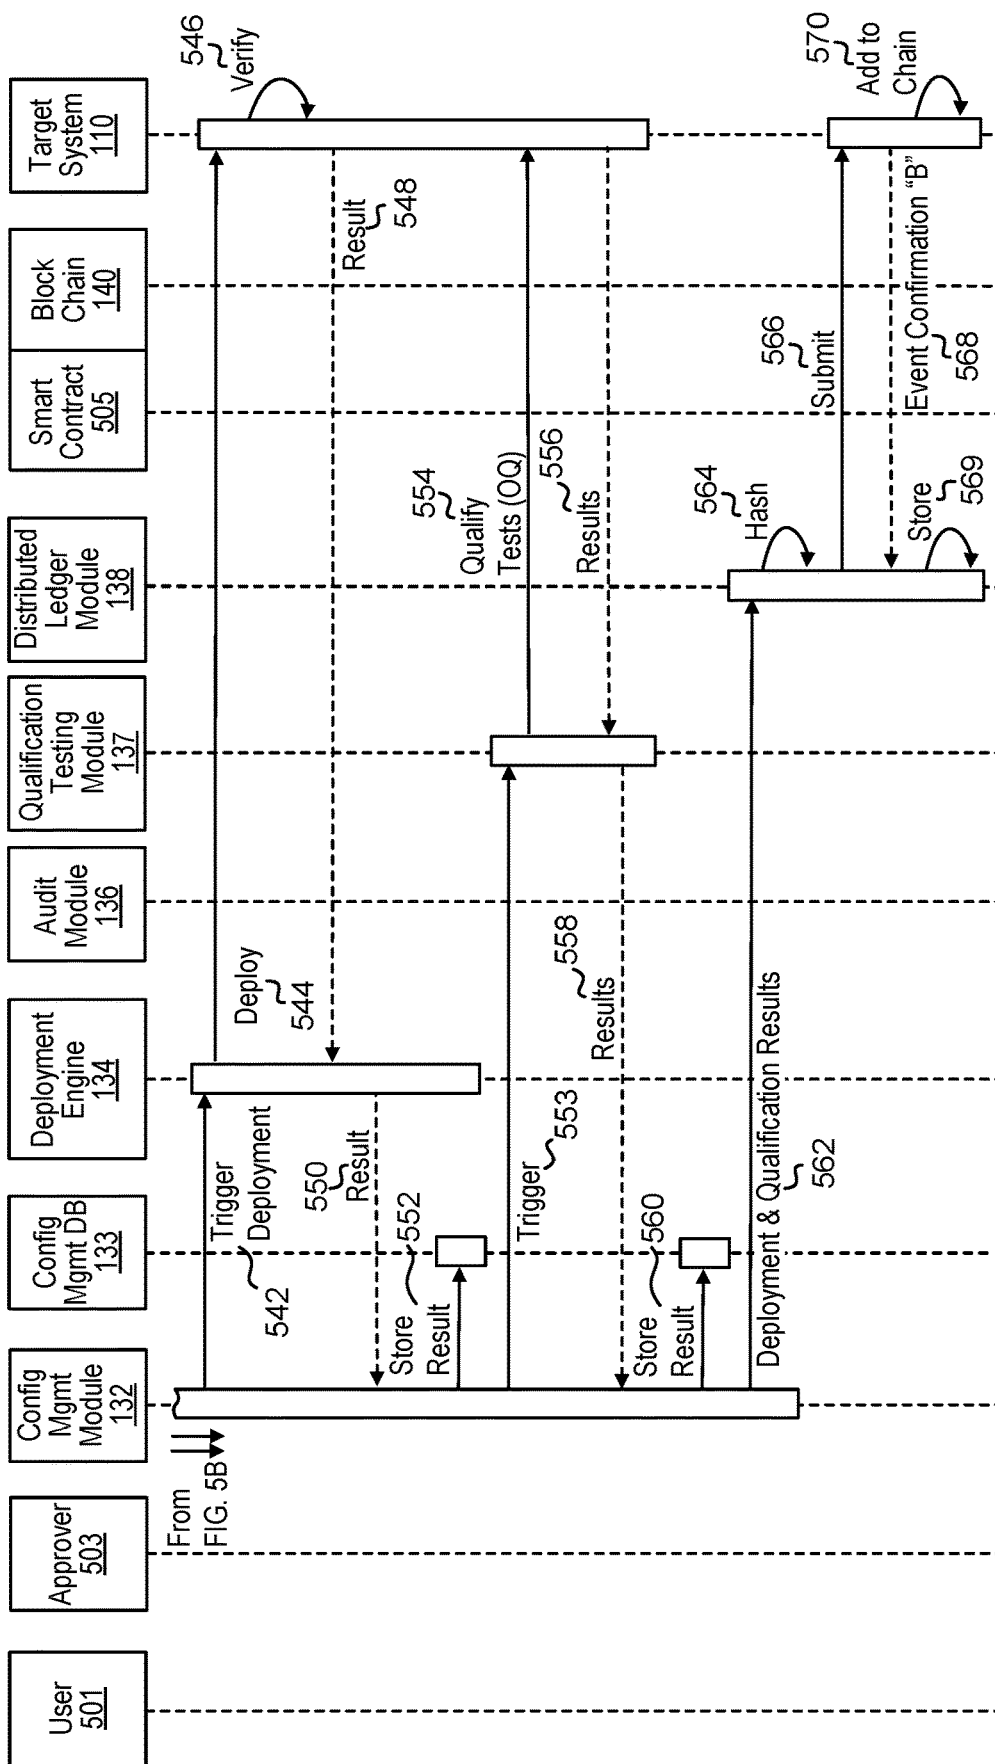 User
501
Approver
503
Config
Mgmt
Module
132
Config
Mgmt DB
133
Deployment
Engine
134
Audit
Module
136
Qualification
Testing
Module
137
Distributed
Ledger
Module
138
Smart
Contract
505
Block
Chain
140
Target
System
110
From
FIG. 5B
542
Trigger
Deployment
Deploy
544
546
Verify
Result
548
550
Result
Store
Result
552
Trigger
553
554
Qualify
Tests (OQ)
556
Results
558
Results
Store
Result
560
Deployment & Qualification Results
562
564
Hash
566
Submit
Event Confirmation “B”
568
Store
569
570
Add to
Chain